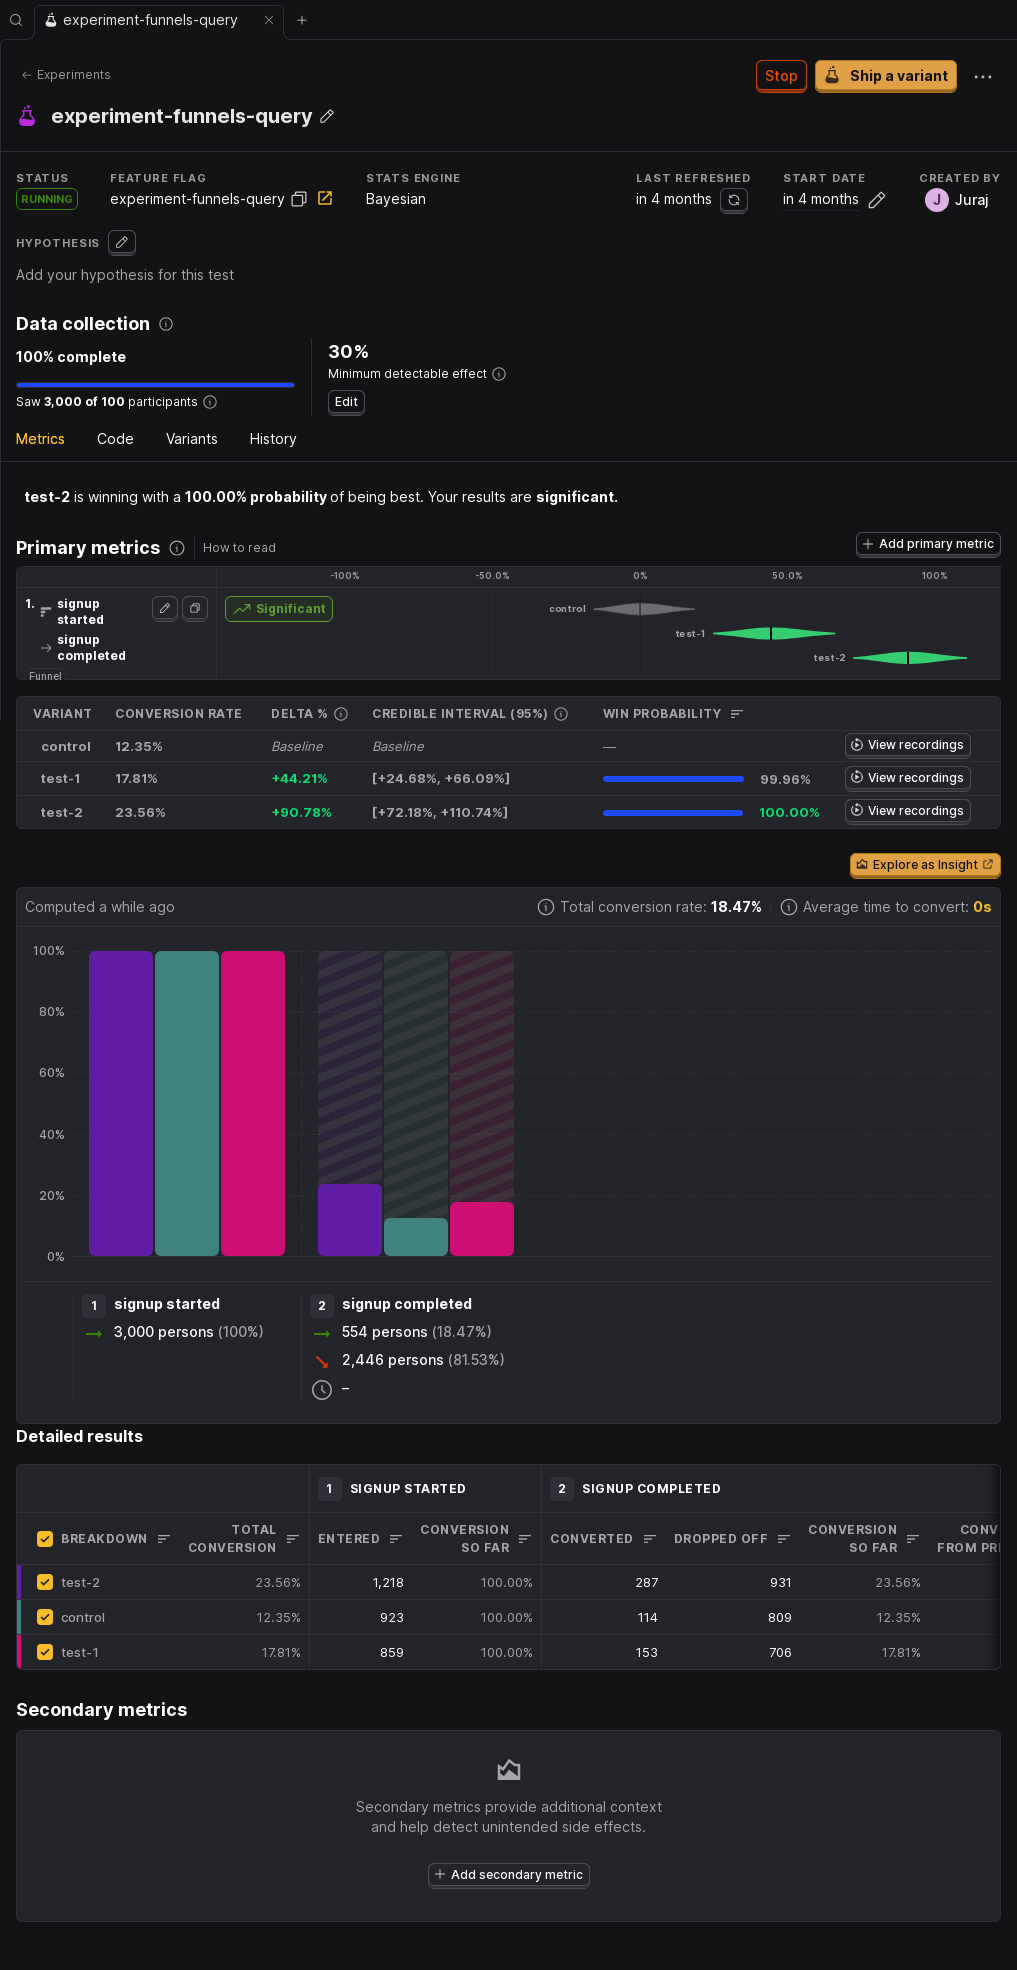 experiment-funnels-query
Experiments
Stop
Ship a variant
experiment-funnels-query
STATUS
FEATURE FLAG
STATS ENGINE
LAST REFRESHED
START DATE
CREATED BY
RUNNING
experiment-funnels-query
Bayesian
in 4 months
in 4 months
J
Juraj
HYPOTHESIS
Add your hypothesis for this test
Data collection
100% complete
Saw 3,000 of 100 participants
30%
Minimum detectable effect
Edit
Metrics
Code
Variants
History
test-2 is winning with a 100.00% probability of being best. Your results are significant.
Primary metrics
How to read
Add primary metric
-100%
-50.0%
0%
50.0%
100%
1.
signup
started
signup
completed
Funnel
Significant
control
test-1
test-2
VARIANT CONVERSION RATE DELTA % CREDIBLE INTERVAL (95%) WIN PROBABILITY
control 12.35% Baseline Baseline — View recordings
test-1 17.81% +44.21% [+24.68%, +66.09%] 99.96% View recordings
test-2 23.56% +90.78% [+72.18%, +110.74%] 100.00% View recordings
Explore as Insight
Computed a while ago
Total conversion rate: 18.47%
Average time to convert: 0s
100%
80%
60%
40%
20%
0%
1 signup started
3,000 persons (100%)
2 signup completed
554 persons (18.47%)
2,446 persons (81.53%)
–
Detailed results
1 SIGNUP STARTED
2 SIGNUP COMPLETED
BREAKDOWN
TOTAL
CONVERSION
ENTERED
CONVERSION
SO FAR
CONVERTED
DROPPED OFF
CONVERSION
SO FAR
CONV
FROM PR
test-2 23.56% 1,218 100.00% 287 931 23.56%
control 12.35% 923 100.00% 114 809 12.35%
test-1 17.81% 859 100.00% 153 706 17.81%
Secondary metrics
Secondary metrics provide additional context
and help detect unintended side effects.
Add secondary metric